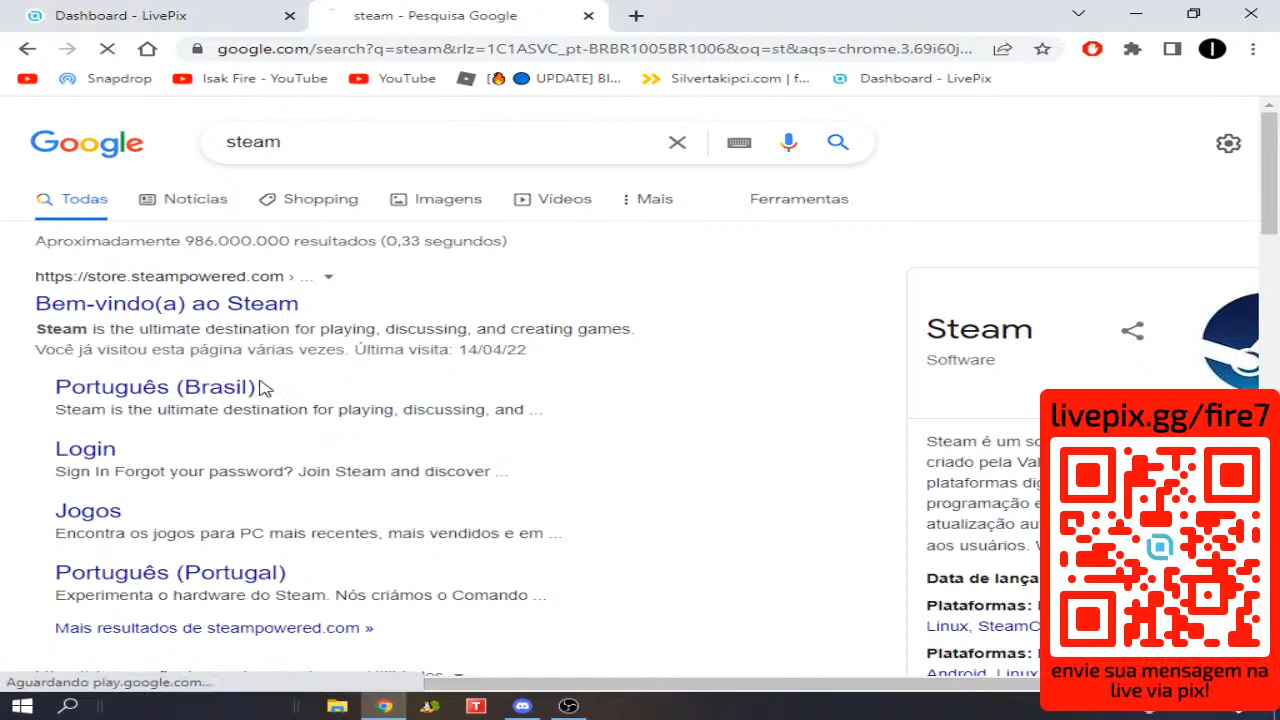 Dashboard - LivePix
steam - Pesquisa Google
google.com/search?q=steam&rlz=1C1ASVC_pt-BRBR1005BR1006&oq=st&aqs=chrome.3.69i60j...
Snapdrop
Isak Fire - YouTube
YouTube
[🔥🔵 UPDATE] Bl...
Silvertakipci.com | f...
Dashboard - LivePix
Google
steam
Todas
Notícias
Shopping
Imagens
Vídeos
Mais
Ferramentas
Aproximadamente 986.000.000 resultados (0,33 segundos)
https://store.steampowered.com › ...
Bem-vindo(a) ao Steam
Steam is the ultimate destination for playing, discussing, and creating games.
Você já visitou esta página várias vezes. Última visita: 14/04/22
Português (Brasil)
Steam is the ultimate destination for playing, discussing, and ...
Login
Sign In Forgot your password? Join Steam and discover ...
Jogos
Encontra os jogos para PC mais recentes, mais vendidos e em ...
Português (Portugal)
Experimenta o hardware do Steam. Nós criámos o Comando ...
Mais resultados de steampowered.com »
Steam
Software
Steam é um
criado pela
plataformas
programação
atualização
aos usuários.
Data de
Plataformas:
Linux,
Plataformas:
Android, Linux
livepix.gg/fire7
envie sua mensagem na
live via pix!
Aguardando play.google.com...